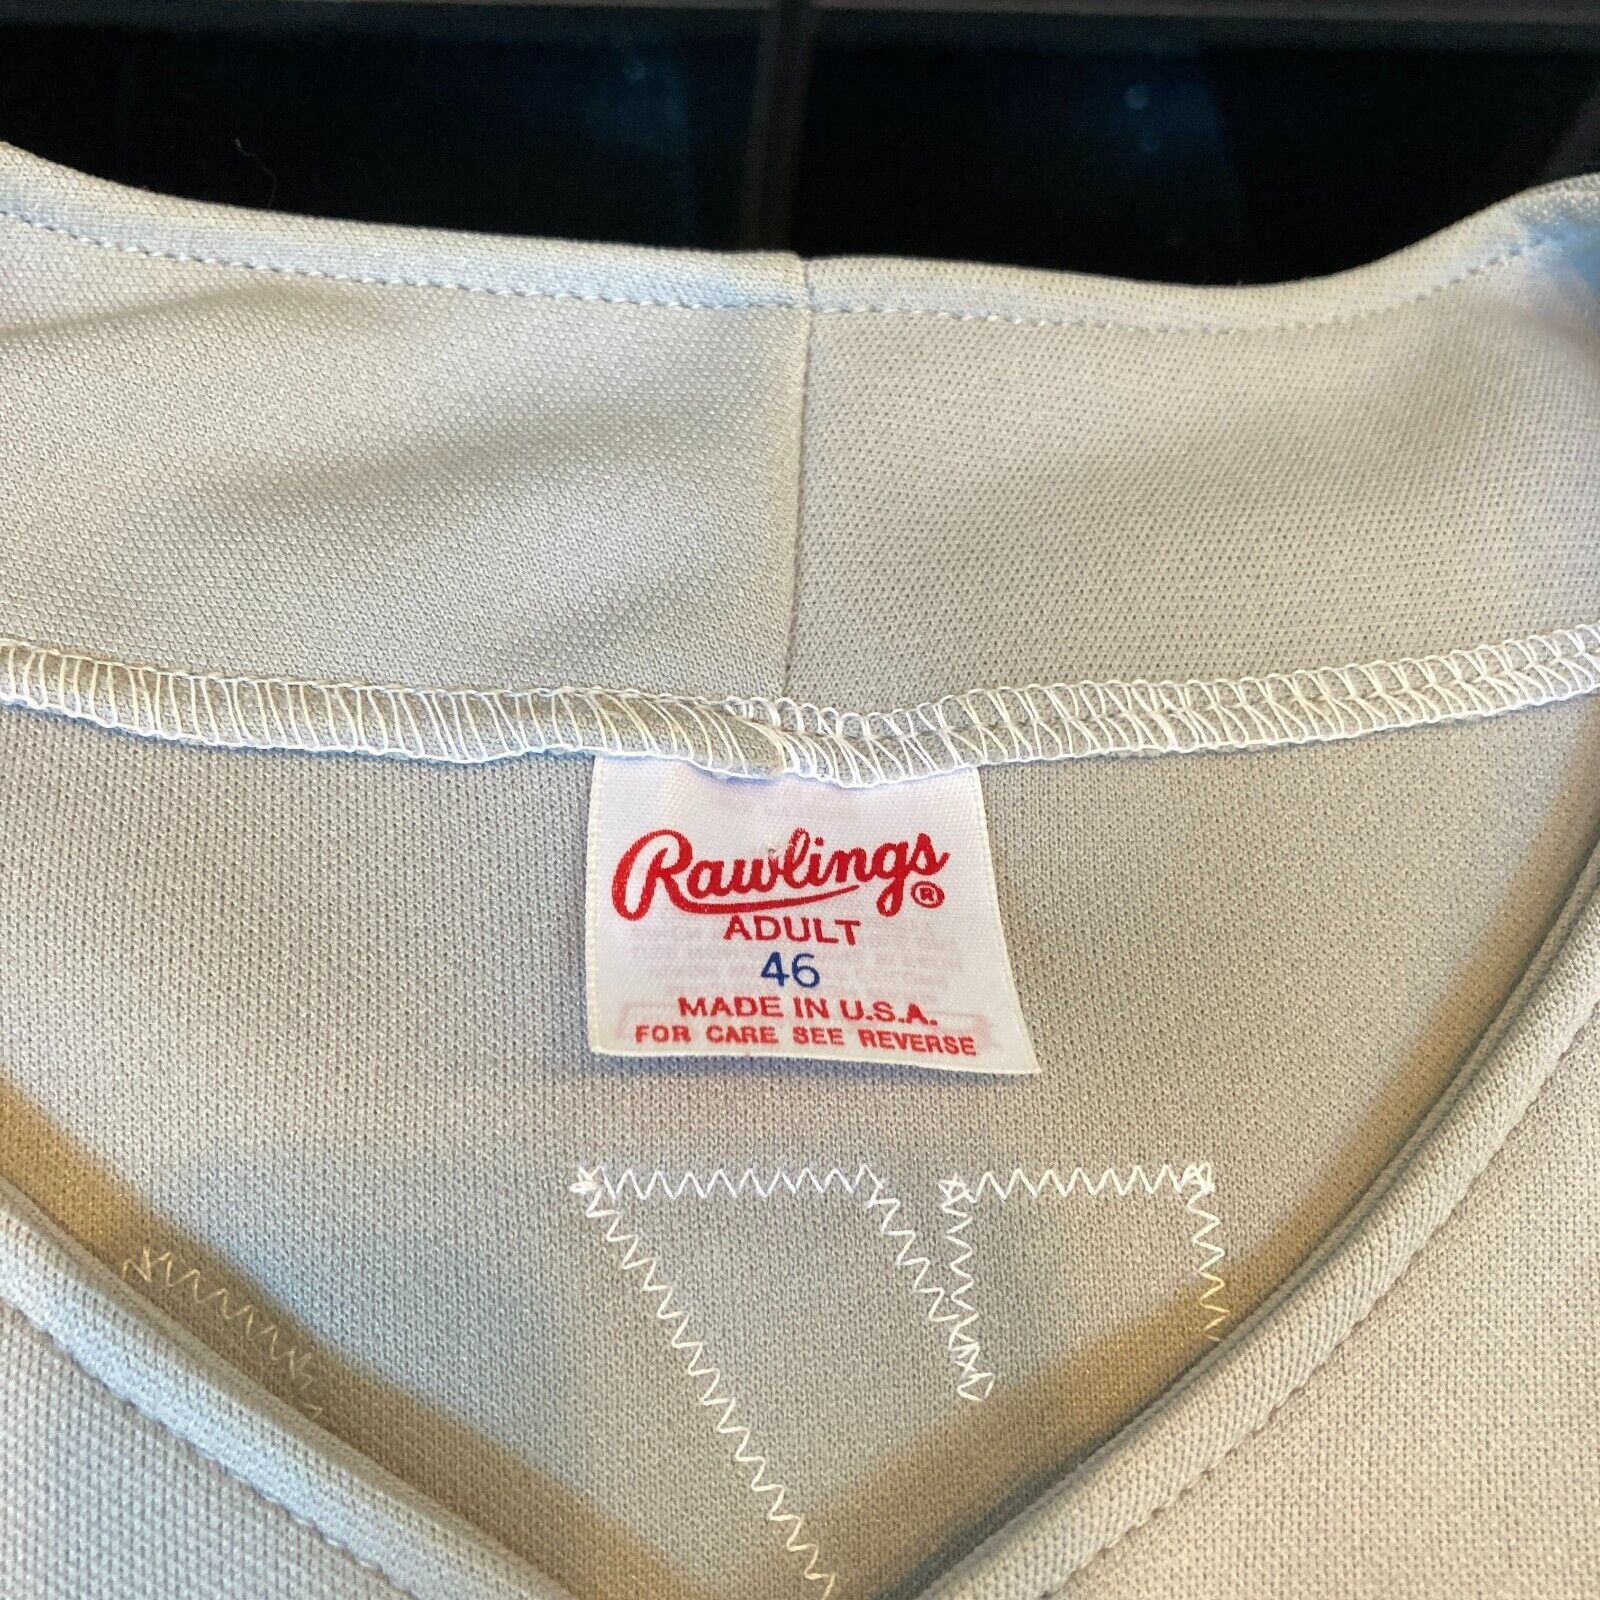 Rawlings®
ADULT
46
MADE IN U.S.A.
FOR CARE SEE REVERSE